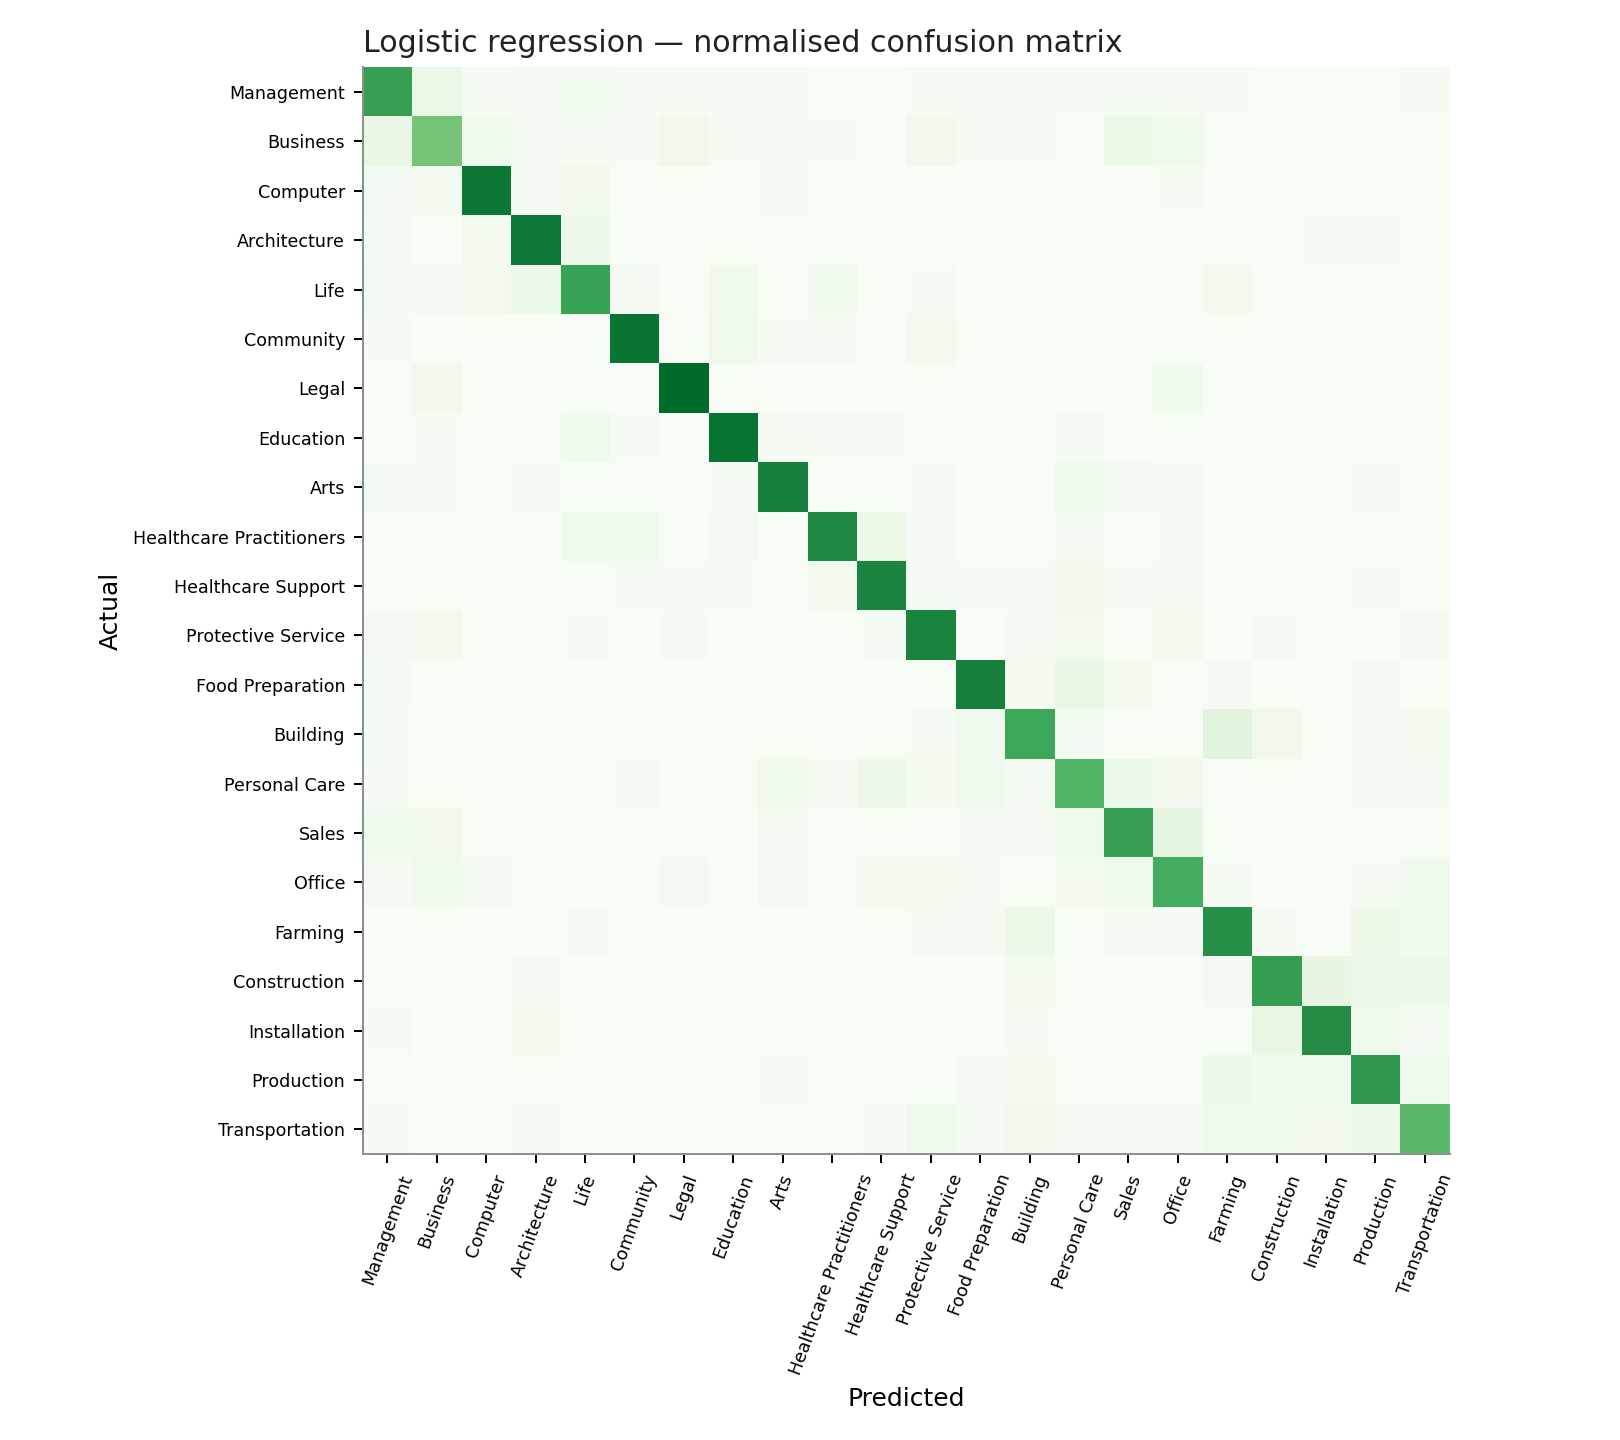 Logistic regression — normalised confusion matrix
Management
Business
Computer
Architecture
Life
Community
Legal
Education
Arts
Healthcare Practitioners
Healthcare Support
Protective Service
Food Preparation
Building
Personal Care
Sales
Office
Farming
Construction
Installation
Production
Transportation
Actual
Management
Business
Computer
Architecture
Life
Community
Legal
Education
Arts
Healthcare Practitioners
Healthcare Support
Protective Service
Food Preparation
Building
Personal Care
Sales
Office
Farming
Construction
Installation
Production
Transportation
Predicted